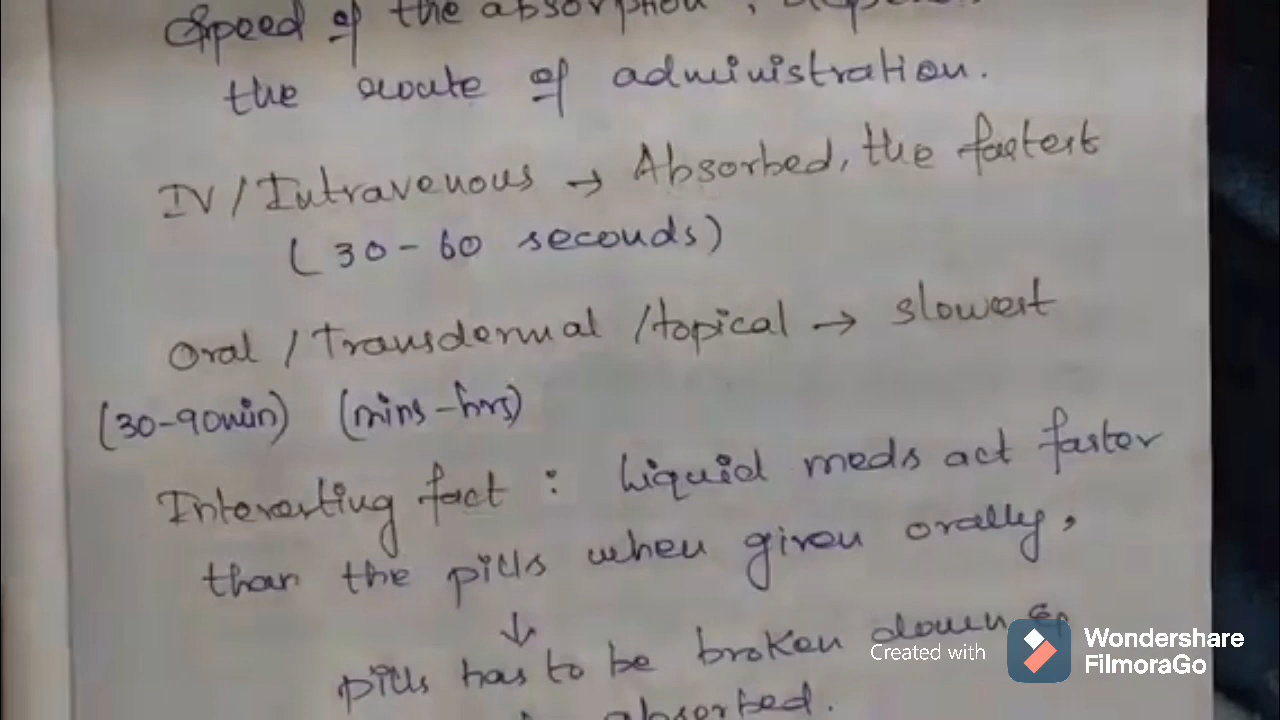 Speed of the absorption
the route of administration.
IV / Intravenous → Absorbed, the fastest
(30 - 60 seconds)
Oral / Transdermal / topical → slowest
(30-90min) (mins-hrs)
Interesting fact : Liquid meds act faster
than the pills when given orally,
↓
pills has to be broken down
absorbed.
Created with
Wondershare
FilmoraGo